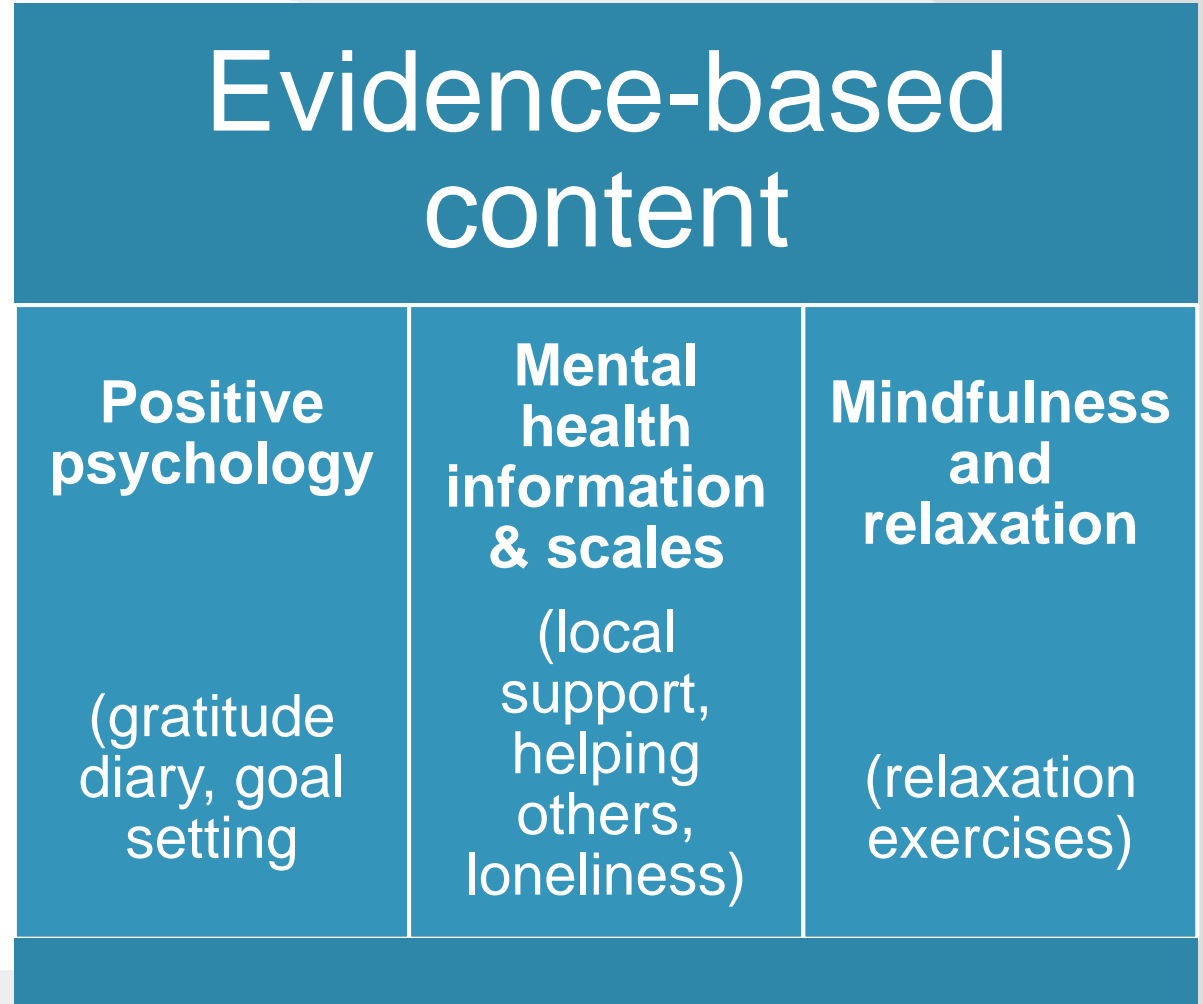 Evidence-based
content
Positive
psychology
(gratitude
diary, goal
setting
Mental
health
information
& scales
(local
support,
helping
others,
loneliness)
Mindfulness
and
relaxation
(relaxation
exercises)